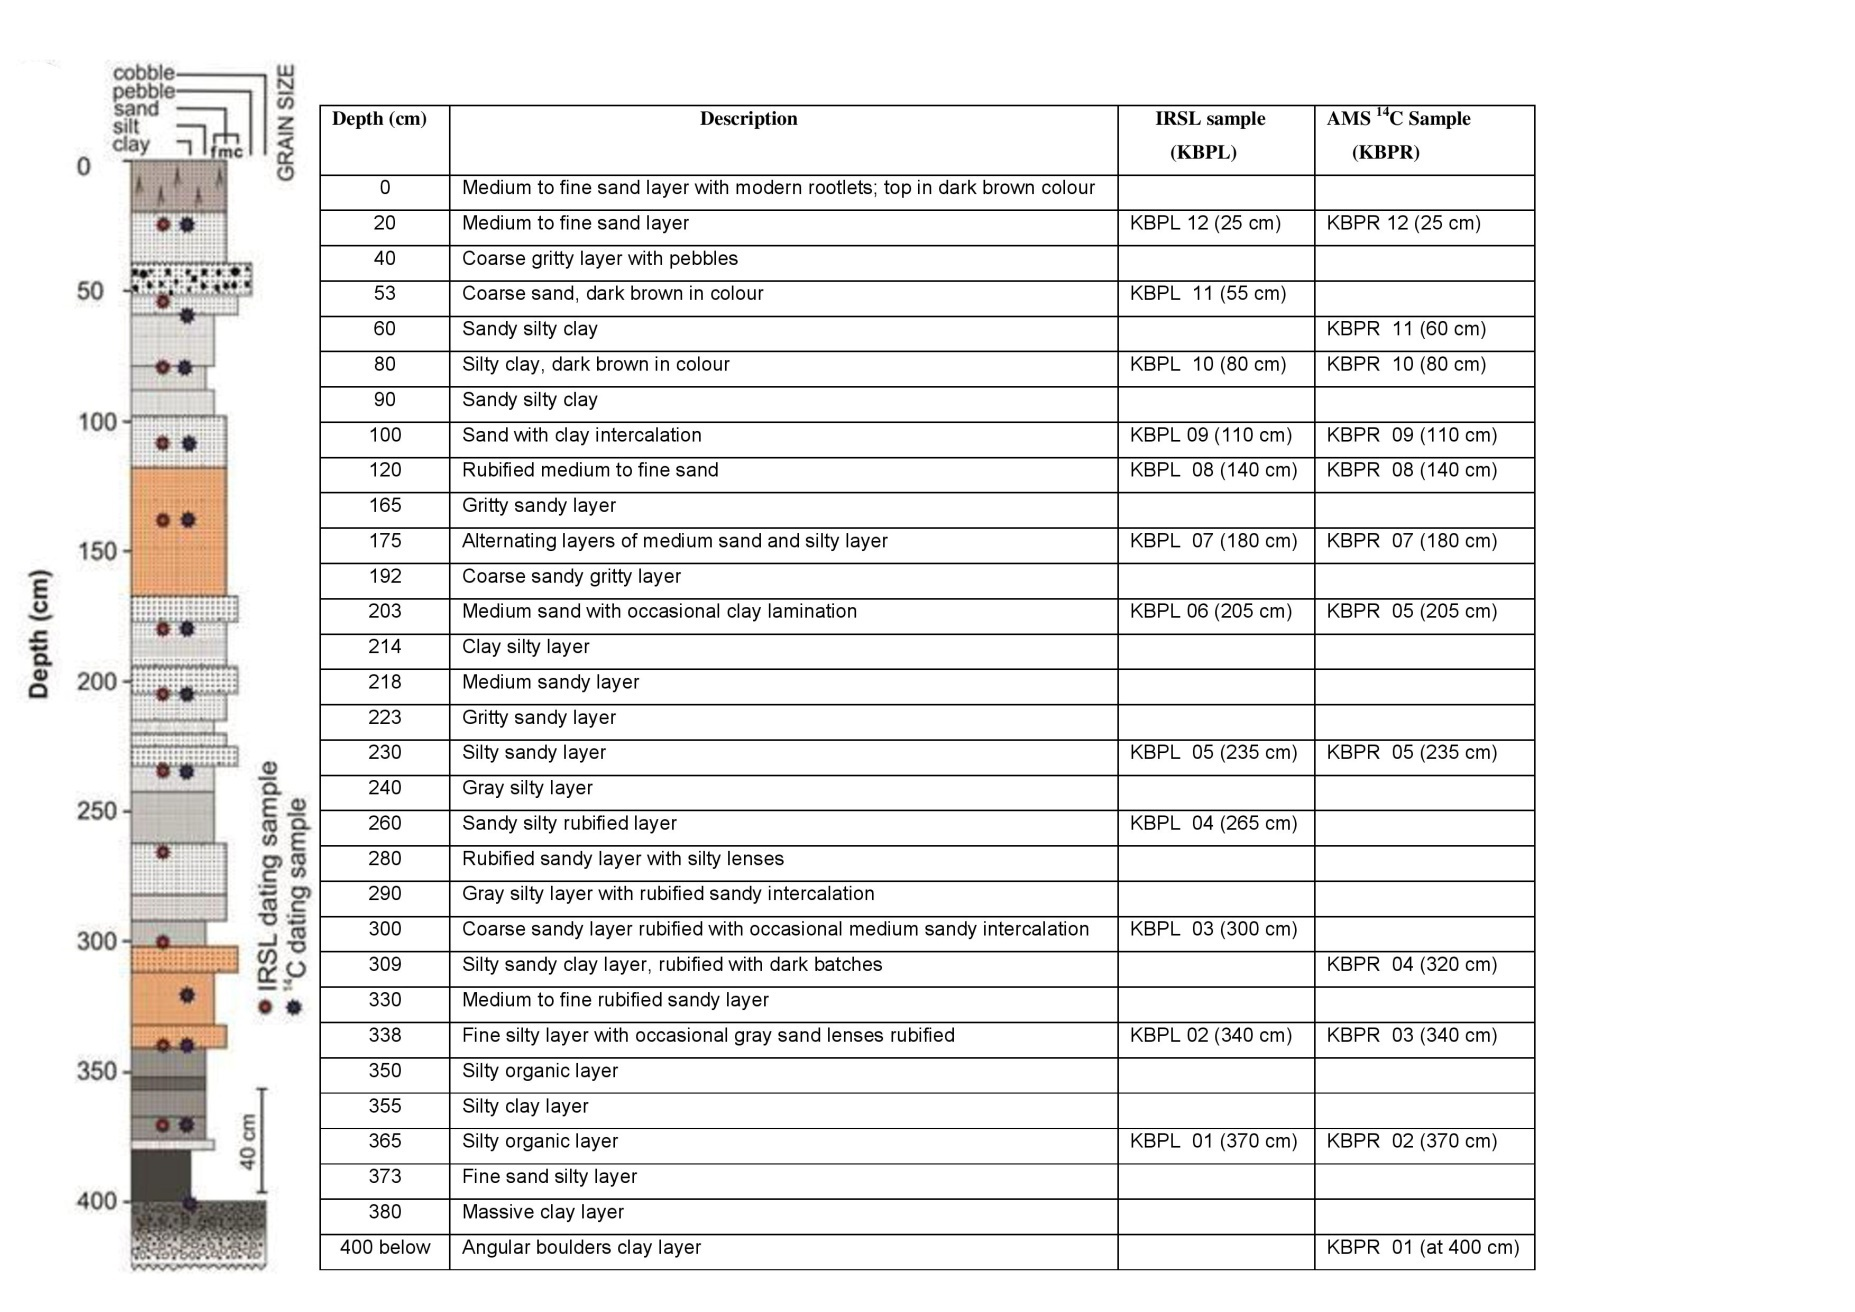 cobble
pebble
sand
silt
clay
fmc
GRAIN SIZE
0
50
100
150
200
250
300
350
400
Depth (cm)
IRSL dating sample
14C dating sample
40 cm
Depth (cm) Description IRSL sample (KBPL) AMS 14C Sample (KBPR)
0 Medium to fine sand layer with modern rootlets; top in dark brown colour
20 Medium to fine sand layer KBPL 12 (25 cm) KBPR 12 (25 cm)
40 Coarse gritty layer with pebbles
53 Coarse sand, dark brown in colour KBPL 11 (55 cm)
60 Sandy silty clay KBPR 11 (60 cm)
80 Silty clay, dark brown in colour KBPL 10 (80 cm) KBPR 10 (80 cm)
90 Sandy silty clay
100 Sand with clay intercalation KBPL 09 (110 cm) KBPR 09 (110 cm)
120 Rubified medium to fine sand KBPL 08 (140 cm) KBPR 08 (140 cm)
165 Gritty sandy layer
175 Alternating layers of medium sand and silty layer KBPL 07 (180 cm) KBPR 07 (180 cm)
192 Coarse sandy gritty layer
203 Medium sand with occasional clay lamination KBPL 06 (205 cm) KBPR 05 (205 cm)
214 Clay silty layer
218 Medium sandy layer
223 Gritty sandy layer
230 Silty sandy layer KBPL 05 (235 cm) KBPR 05 (235 cm)
240 Gray silty layer
260 Sandy silty rubified layer KBPL 04 (265 cm)
280 Rubified sandy layer with silty lenses
290 Gray silty layer with rubified sandy intercalation
300 Coarse sandy layer rubified with occasional medium sandy intercalation KBPL 03 (300 cm)
309 Silty sandy clay layer, rubified with dark batches KBPR 04 (320 cm)
330 Medium to fine rubified sandy layer
338 Fine silty layer with occasional gray sand lenses rubified KBPL 02 (340 cm) KBPR 03 (340 cm)
350 Silty organic layer
355 Silty clay layer
365 Silty organic layer KBPL 01 (370 cm) KBPR 02 (370 cm)
373 Fine sand silty layer
380 Massive clay layer
400 below Angular boulders clay layer KBPR 01 (at 400 cm)